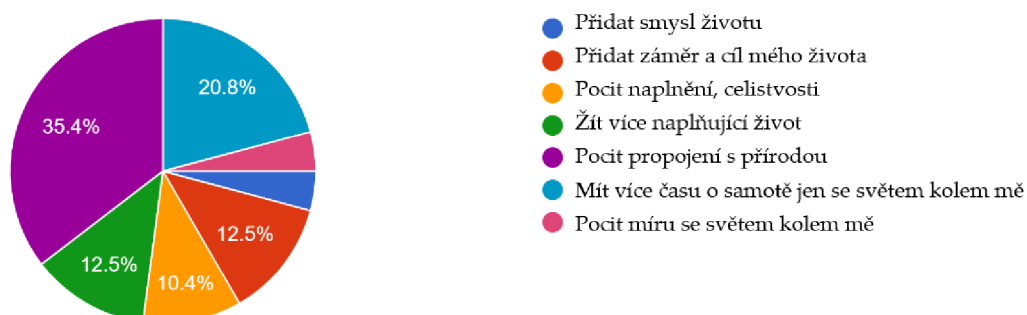 20.8%
35.4%
12.5%
12.5%
10.4%
Přidat smysl životu
Přidat záměr a cíl mého života
Pocit naplnění, celistvosti
Žít více naplňující život
Pocit propojení s přírodou
Mít více času o samotě jen se světem kolem mě
Pocit míru se světem kolem mě